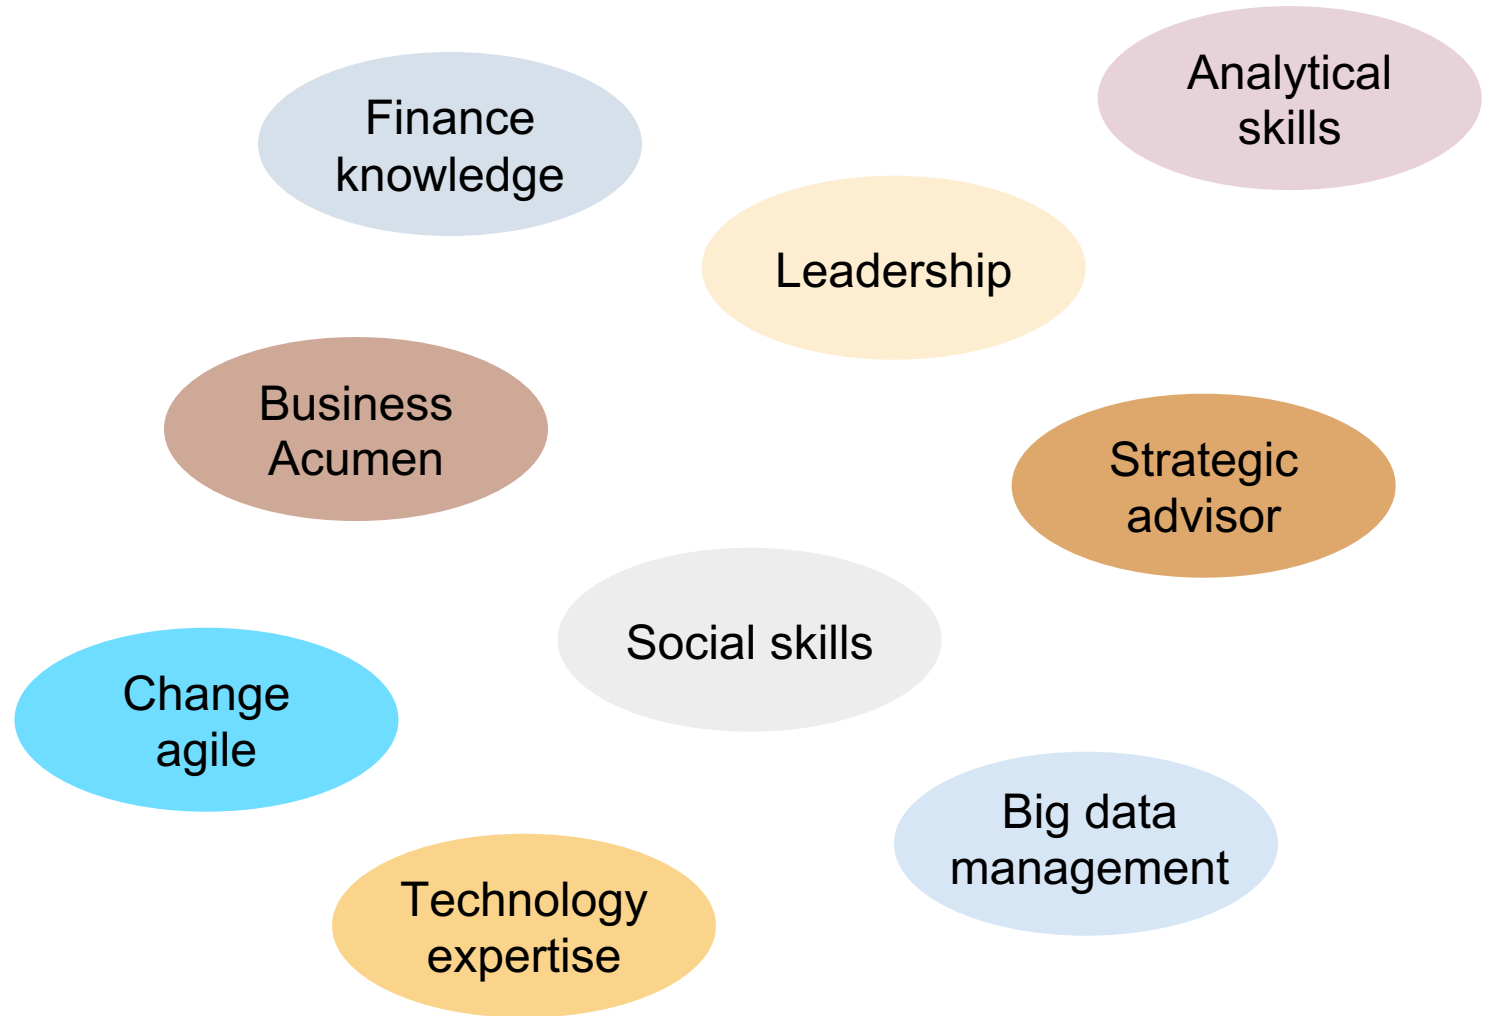 Analytical
skills
Finance
knowledge
Leadership
Business
Acumen
Strategic
advisor
Social skills
Change
agile
Big data
management
Technology
expertise